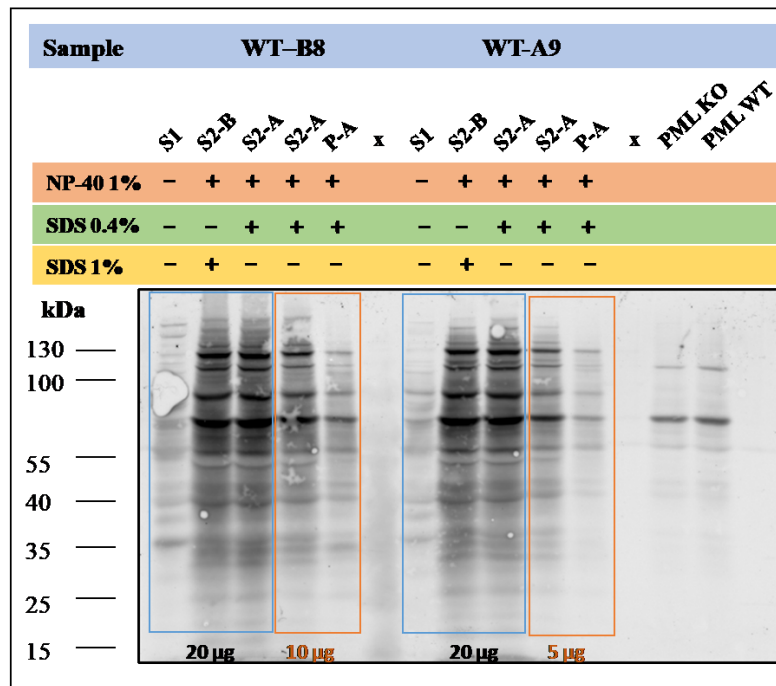 Sample WT–B8 WT-A9
S1 S2-B S2-A S2-A P-A x S1 S2-B S2-A S2-A P-A x PML KO PML WT
NP-40 1% – + + + + – + + + +
SDS 0.4% – – + + + – – + + +
SDS 1% – + – – – – + – – –
kDa
130
100
55
40
35
25
15
20 µg 10 µg 20 µg 5 µg